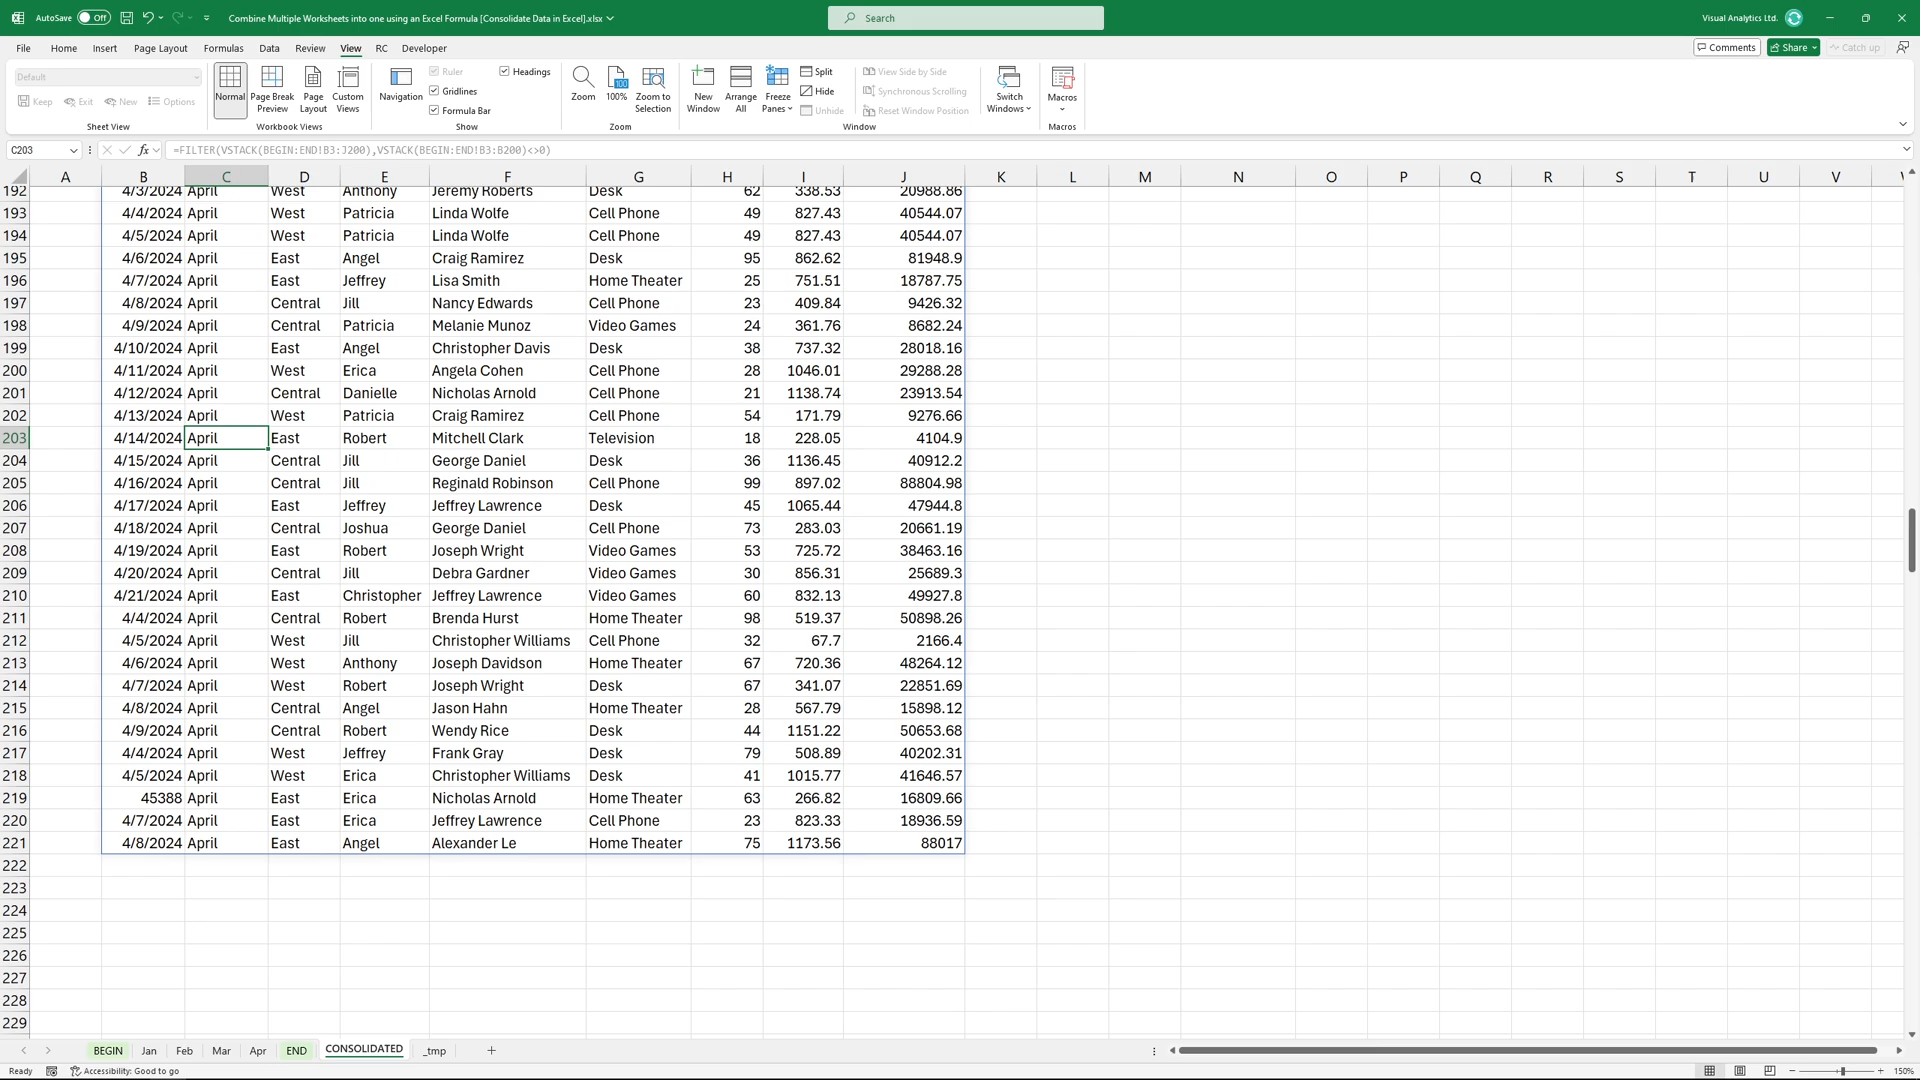 AutoSave Off Combine Multiple Worksheets into one using an Excel Formula [Consolidate Data in Excel].xlsx Search Visual Analytics Ltd.
File Home Insert Page Layout Formulas Data Review View RC Developer Comments Share Catch up
Default
Keep Exit New Options
Sheet View
Normal Page Break Preview Page Layout Custom Views
Workbook Views
Navigation Ruler Headings
Gridlines
Formula Bar
Show
Zoom 100 100% Zoom to Selection
Zoom
New Window Arrange All Freeze Panes Split
Hide
Unhide
View Side by Side
Synchronous Scrolling
Reset Window Position
Switch Windows
Window
Macros
Macros
C203 fx =FILTER(VSTACK(BEGIN:END!B3:J200),VSTACK(BEGIN:END!B3:B200)<>0)
A B C D E F G H I J K L M N O P Q R S T U V
192 4/3/2024 April West Anthony Jeremy Roberts Desk 62 338.53 20988.86
193 4/4/2024 April West Patricia Linda Wolfe Cell Phone 49 827.43 40544.07
194 4/5/2024 April West Patricia Linda Wolfe Cell Phone 49 827.43 40544.07
195 4/6/2024 April East Angel Craig Ramirez Desk 95 862.62 81948.9
196 4/7/2024 April East Jeffrey Lisa Smith Home Theater 25 751.51 18787.75
197 4/8/2024 April Central Jill Nancy Edwards Cell Phone 23 409.84 9426.32
198 4/9/2024 April Central Patricia Melanie Munoz Video Games 24 361.76 8682.24
199 4/10/2024 April East Angel Christopher Davis Desk 38 737.32 28018.16
200 4/11/2024 April West Erica Angela Cohen Cell Phone 28 1046.01 29288.28
201 4/12/2024 April Central Danielle Nicholas Arnold Cell Phone 21 1138.74 23913.54
202 4/13/2024 April West Patricia Craig Ramirez Cell Phone 54 171.79 9276.66
203 4/14/2024 April East Robert Mitchell Clark Television 18 228.05 4104.9
204 4/15/2024 April Central Jill George Daniel Desk 36 1136.45 40912.2
205 4/16/2024 April Central Jill Reginald Robinson Cell Phone 99 897.02 88804.98
206 4/17/2024 April East Jeffrey Jeffrey Lawrence Desk 45 1065.44 47944.8
207 4/18/2024 April Central Joshua George Daniel Cell Phone 73 283.03 20661.19
208 4/19/2024 April East Robert Joseph Wright Video Games 53 725.72 38463.16
209 4/20/2024 April Central Jill Debra Gardner Video Games 30 856.31 25689.3
210 4/21/2024 April East Christopher Jeffrey Lawrence Video Games 60 832.13 49927.8
211 4/4/2024 April Central Robert Brenda Hurst Home Theater 98 519.37 50898.26
212 4/5/2024 April West Jill Christopher Williams Cell Phone 32 67.7 2166.4
213 4/6/2024 April West Anthony Joseph Davidson Home Theater 67 720.36 48264.12
214 4/7/2024 April West Robert Joseph Wright Desk 67 341.07 22851.69
215 4/8/2024 April Central Angel Jason Hahn Home Theater 28 567.79 15898.12
216 4/9/2024 April Central Robert Wendy Rice Desk 44 1151.22 50653.68
217 4/4/2024 April West Jeffrey Frank Gray Desk 79 508.89 40202.31
218 4/5/2024 April West Erica Christopher Williams Desk 41 1015.77 41646.57
219 45388 April East Erica Nicholas Arnold Home Theater 63 266.82 16809.66
220 4/7/2024 April East Erica Jeffrey Lawrence Cell Phone 23 823.33 18936.59
221 4/8/2024 April East Angel Alexander Le Home Theater 75 1173.56 88017
222
223
224
225
226
227
228
229
BEGIN Jan Feb Mar Apr END CONSOLIDATED _tmp
Ready Accessibility: Good to go 150%